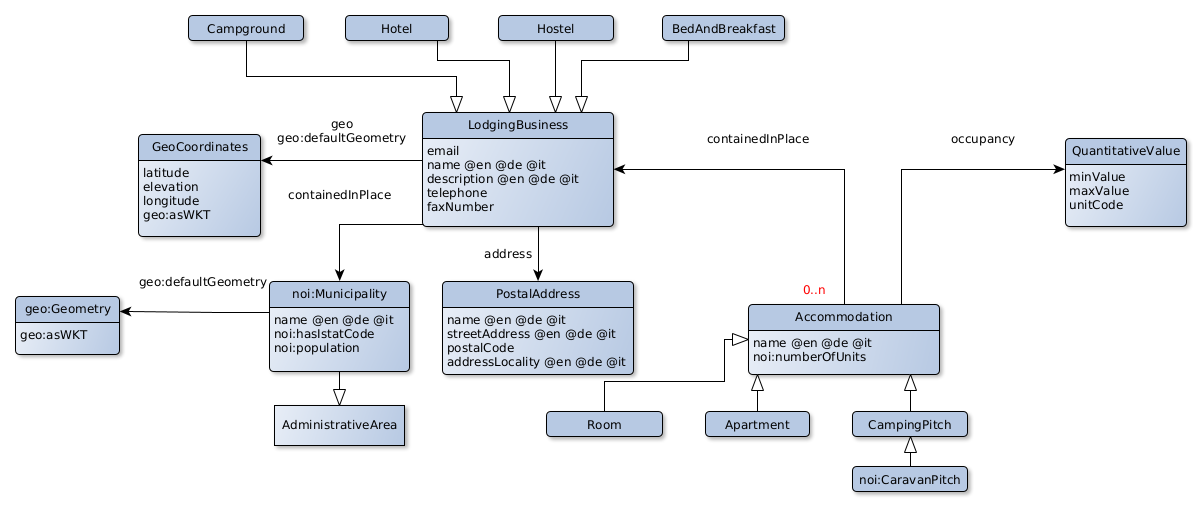 Campground
Hotel
Hostel
BedAndBreakfast
geo
geo:defaultGeometry
LodgingBusiness
email
name @en @de @it
description @en @de @it
telephone
faxNumber
containedInPlace
occupancy
QuantitativeValue
minValue
maxValue
unitCode
GeoCoordinates
latitude
elevation
longitude
geo:asWKT
containedInPlace
address
geo:defaultGeometry
geo:Geometry
geo:asWKT
noi:Municipality
name @en @de @it
noi:hasIstatCode
noi:population
PostalAddress
name @en @de @it
streetAddress @en @de @it
postalCode
addressLocality @en @de @it
0..n
Accommodation
name @en @de @it
noi:numberOfUnits
AdministrativeArea
Room
Apartment
CampingPitch
noi:CaravanPitch